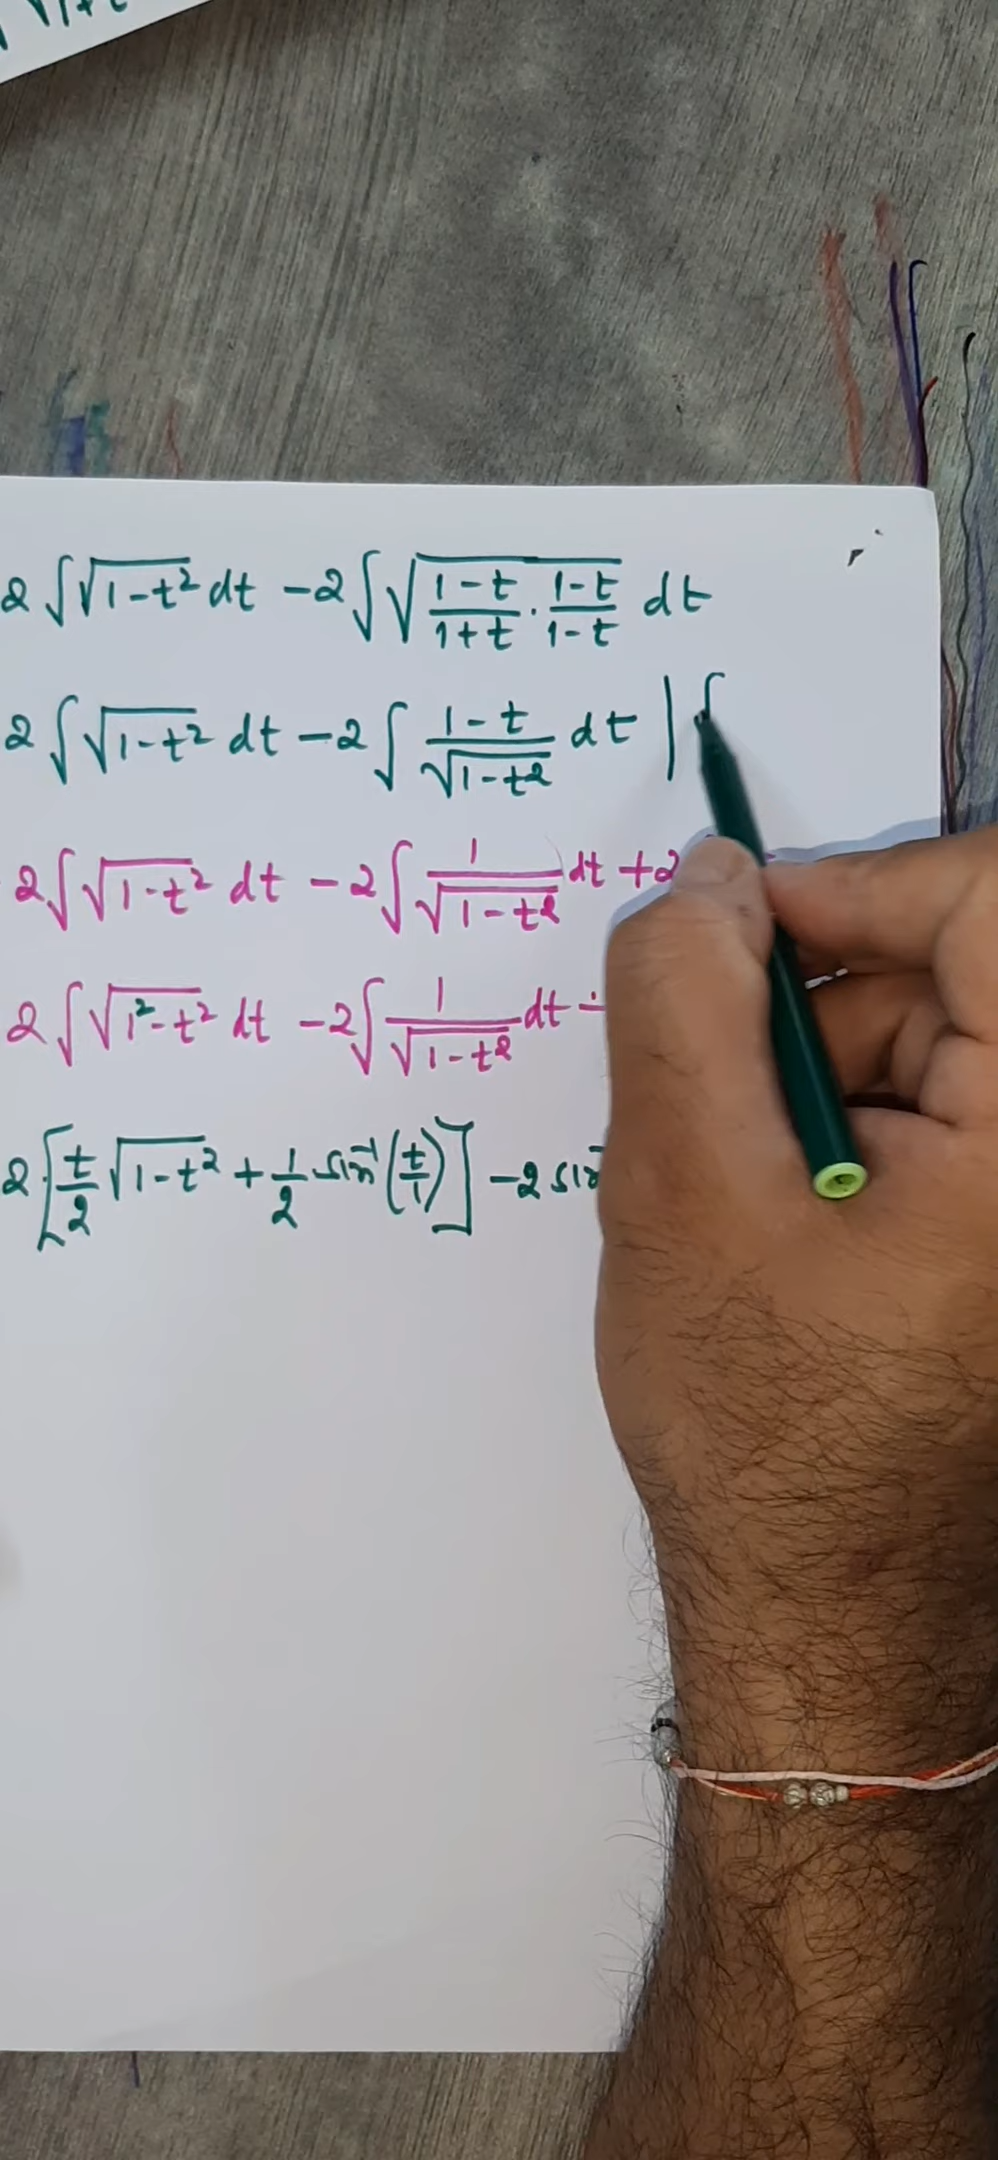 √1+t
2∫√(1-t²) dt -2∫√((1-t)/(1+t) · (1-t)/(1-t)) dt
2∫√(1-t²) dt -2∫ (1-t)/√(1-t²) dt | ∫
2∫√(1-t²) dt -2∫ 1/√(1-t²) dt +2
2∫√(1²-t²) dt -2∫ 1/√(1-t²) dt
2[t/2 √(1-t²) + 1/2 sin⁻¹(t/1)] -2 sin⁻